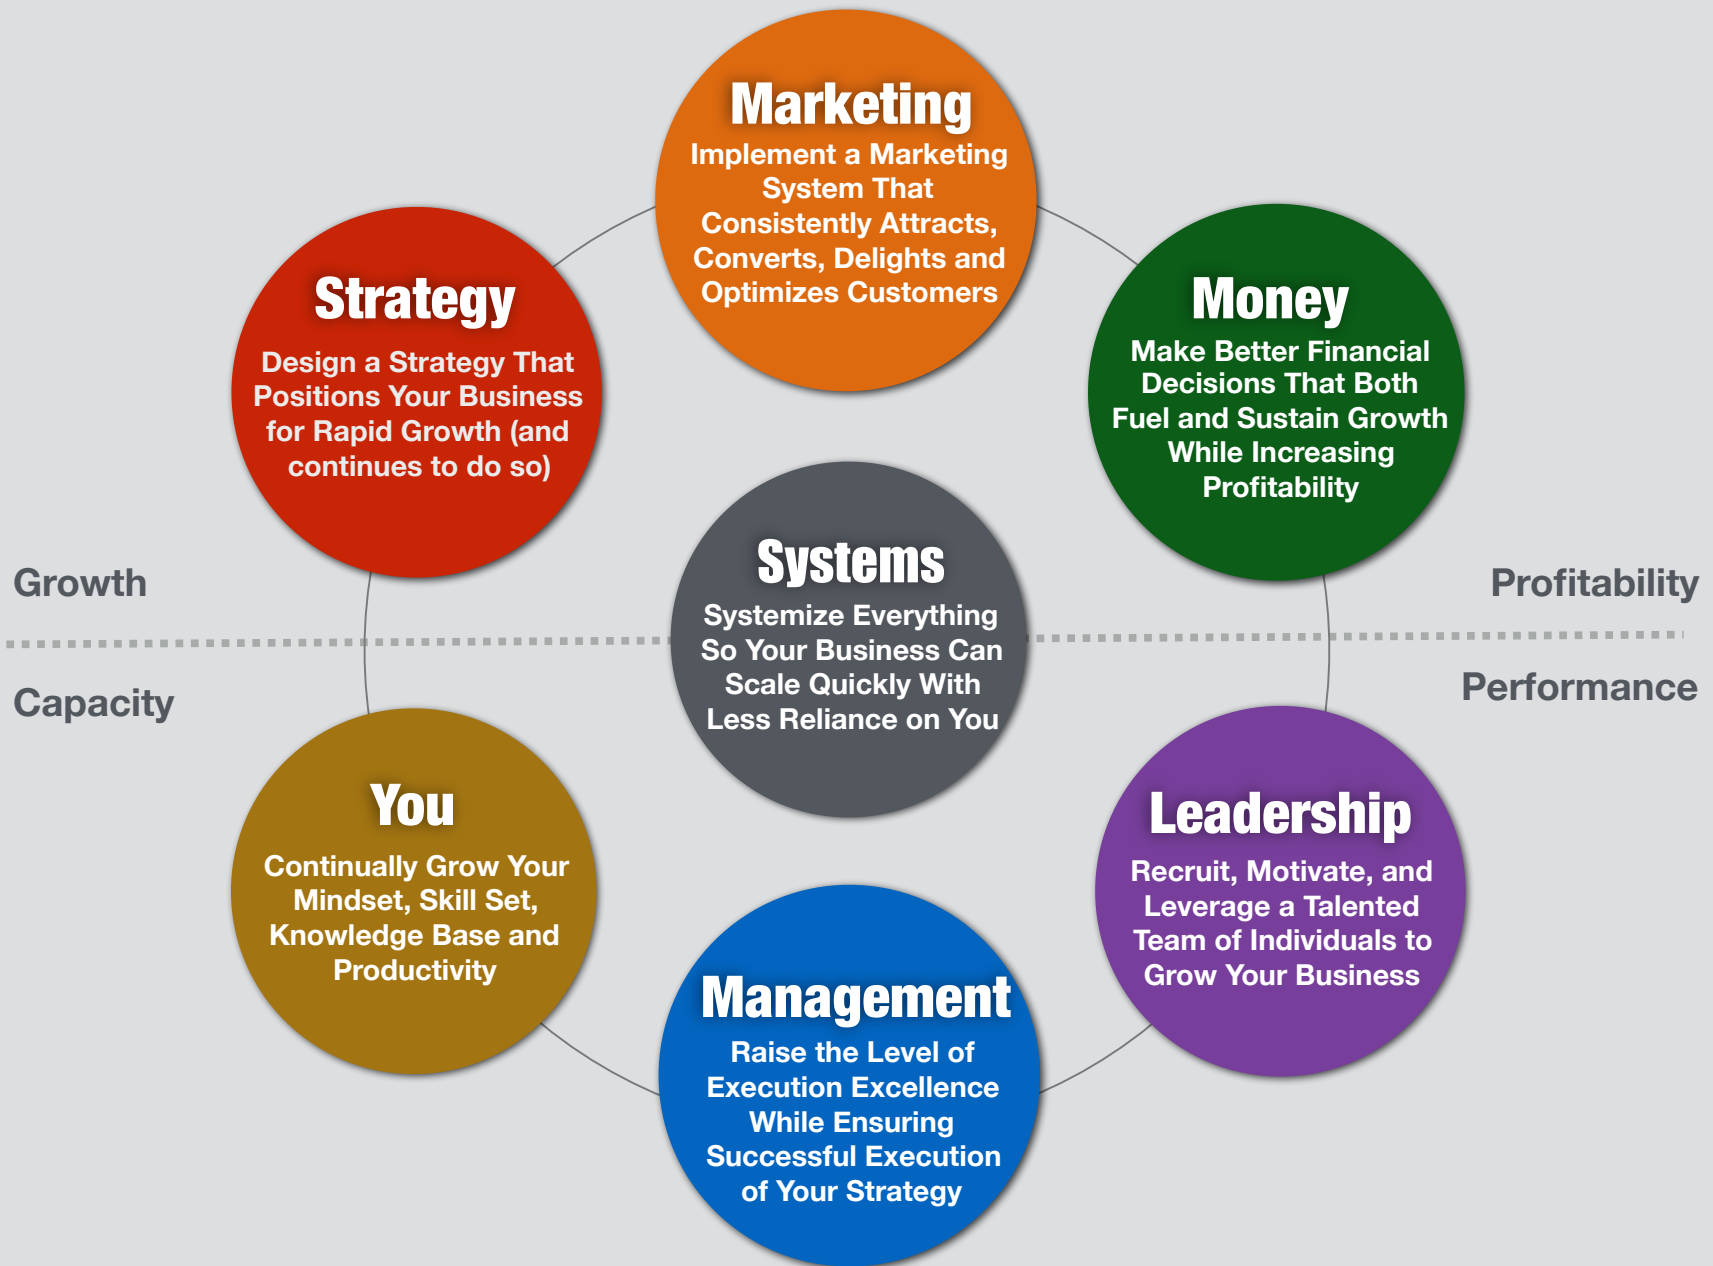 Marketing
Implement a Marketing
System That
Consistently Attracts,
Converts, Delights and
Optimizes Customers
Strategy
Design a Strategy That
Positions Your Business
for Rapid Growth (and
continues to do so)
Money
Make Better Financial
Decisions That Both
Fuel and Sustain Growth
While Increasing
Profitability
Systems
Systemize Everything
So Your Business Can
Scale Quickly With
Less Reliance on You
Growth
Profitability
Capacity
Performance
You
Continually Grow Your
Mindset, Skill Set,
Knowledge Base and
Productivity
Leadership
Recruit, Motivate, and
Leverage a Talented
Team of Individuals to
Grow Your Business
Management
Raise the Level of
Execution Excellence
While Ensuring
Successful Execution
of Your Strategy